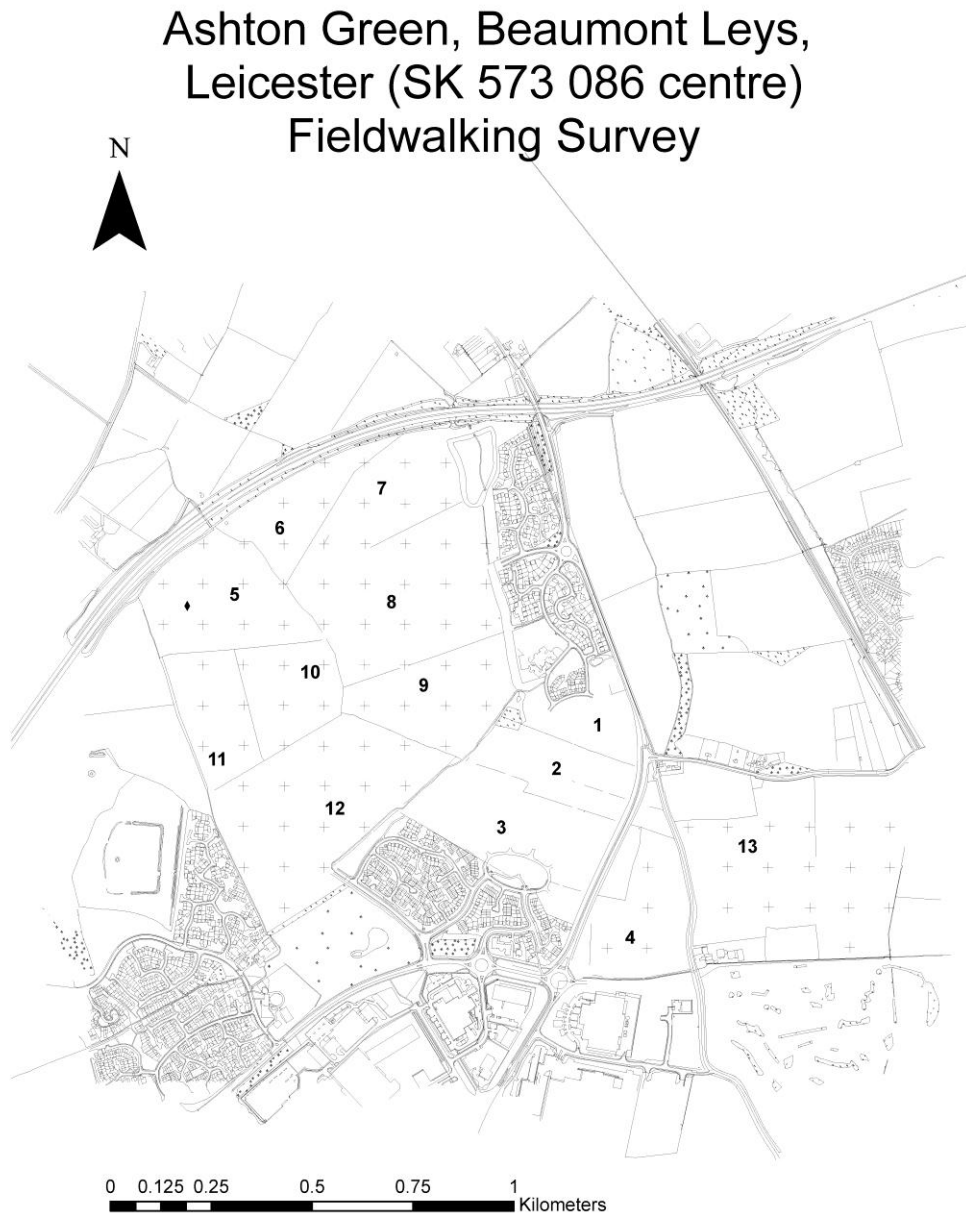 Ashton Green, Beaumont Leys,
Leicester (SK 573 086 centre)
Fieldwalking Survey
N
7
6
5
8
10
9
1
11
2
12
3
13
4
0 0.125 0.25 0.5 0.75 1
Kilometers